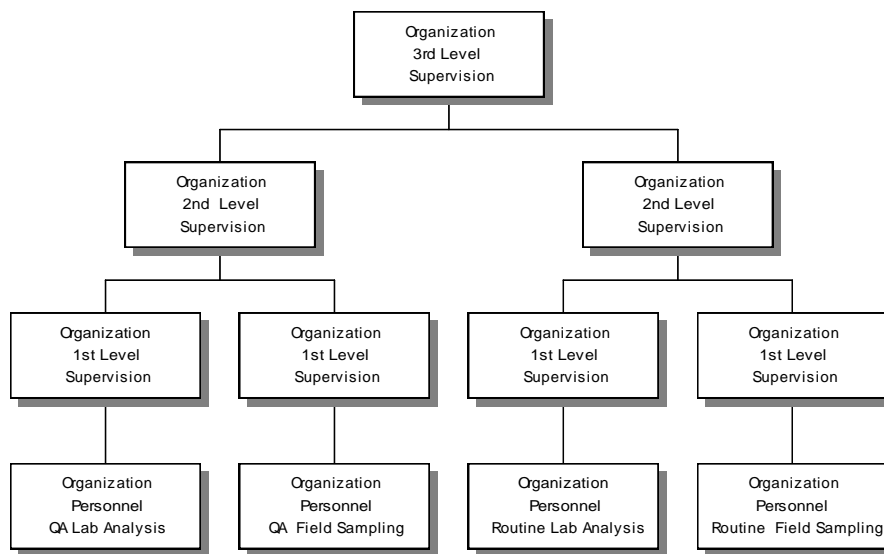 Organization
3rd Level
Supervision
Organization
2nd Level
Supervision
Organization
2nd Level
Supervision
Organization
1st Level
Supervision
Organization
1st Level
Supervision
Organization
1st Level
Supervision
Organization
1st Level
Supervision
Organization
Personnel
QA Lab Analysis
Organization
Personnel
QA Field Sampling
Organization
Personnel
Routine Lab Analysis
Organization
Personnel
Routine Field Sampling